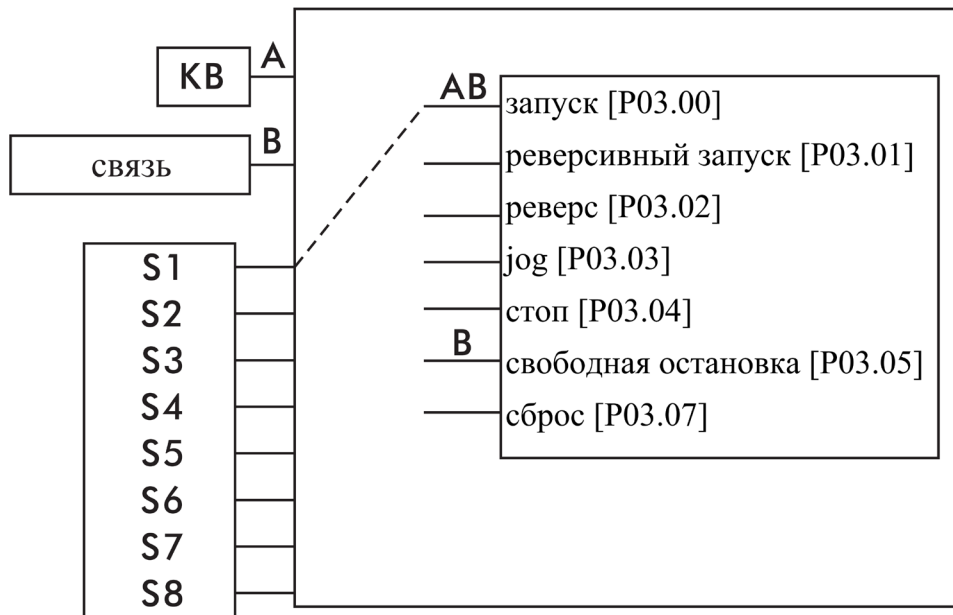 A
КВ
B
связь
S1
S2
S3
S4
S5
S6
S7
S8
AB
запуск [P03.00]
реверсивный запуск [P03.01]
реверс [P03.02]
jog [P03.03]
стоп [P03.04]
B
свободная остановка [P03.05]
сброс [P03.07]